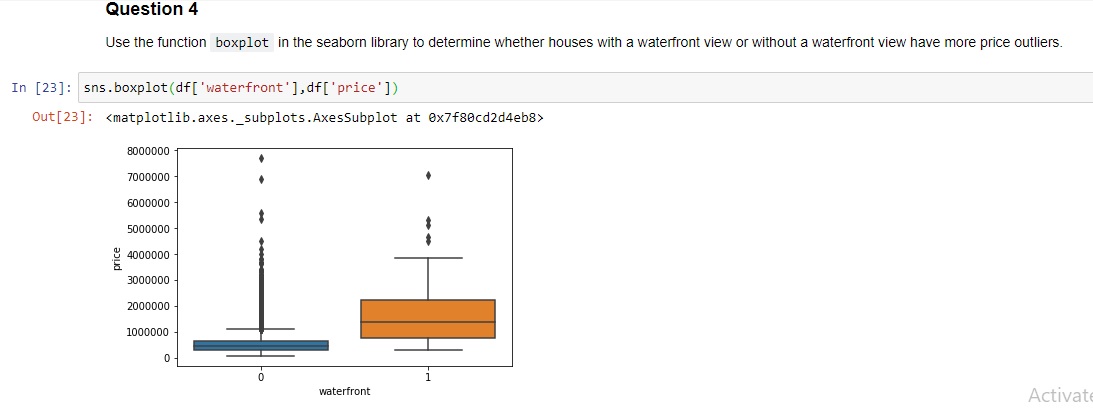 Question 4
Use the function boxplot in the seaborn library to determine whether houses with a waterfront view or without a waterfront view have more price outliers.
In [23]: sns.boxplot(df['waterfront'],df['price'])
Out[23]: <matplotlib.axes._subplots.AxesSubplot at 0x7f80cd2d4eb8>
8000000
7000000
6000000
5000000
4000000
3000000
2000000
1000000
0
price
0 1
waterfront
Activate